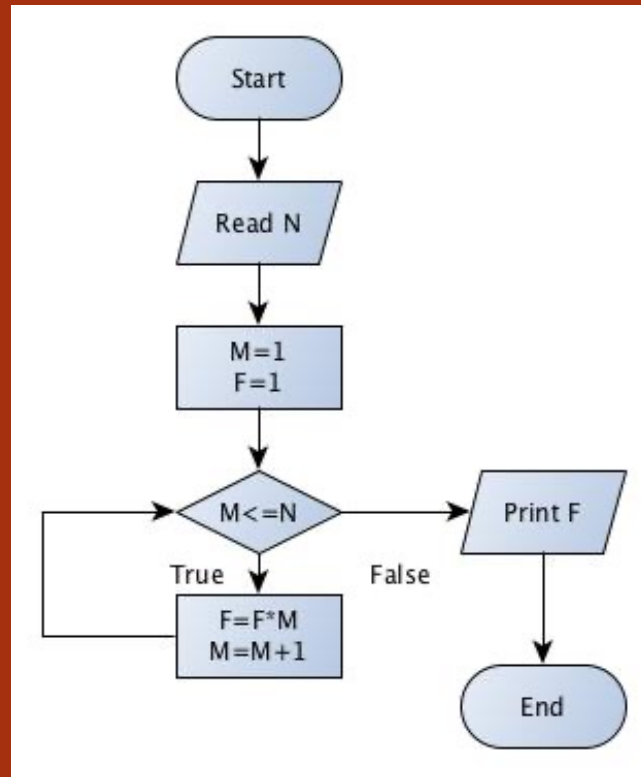 Start
Read N
M=1
F=1
M<=N
Print F
True
False
F=F*M
M=M+1
End